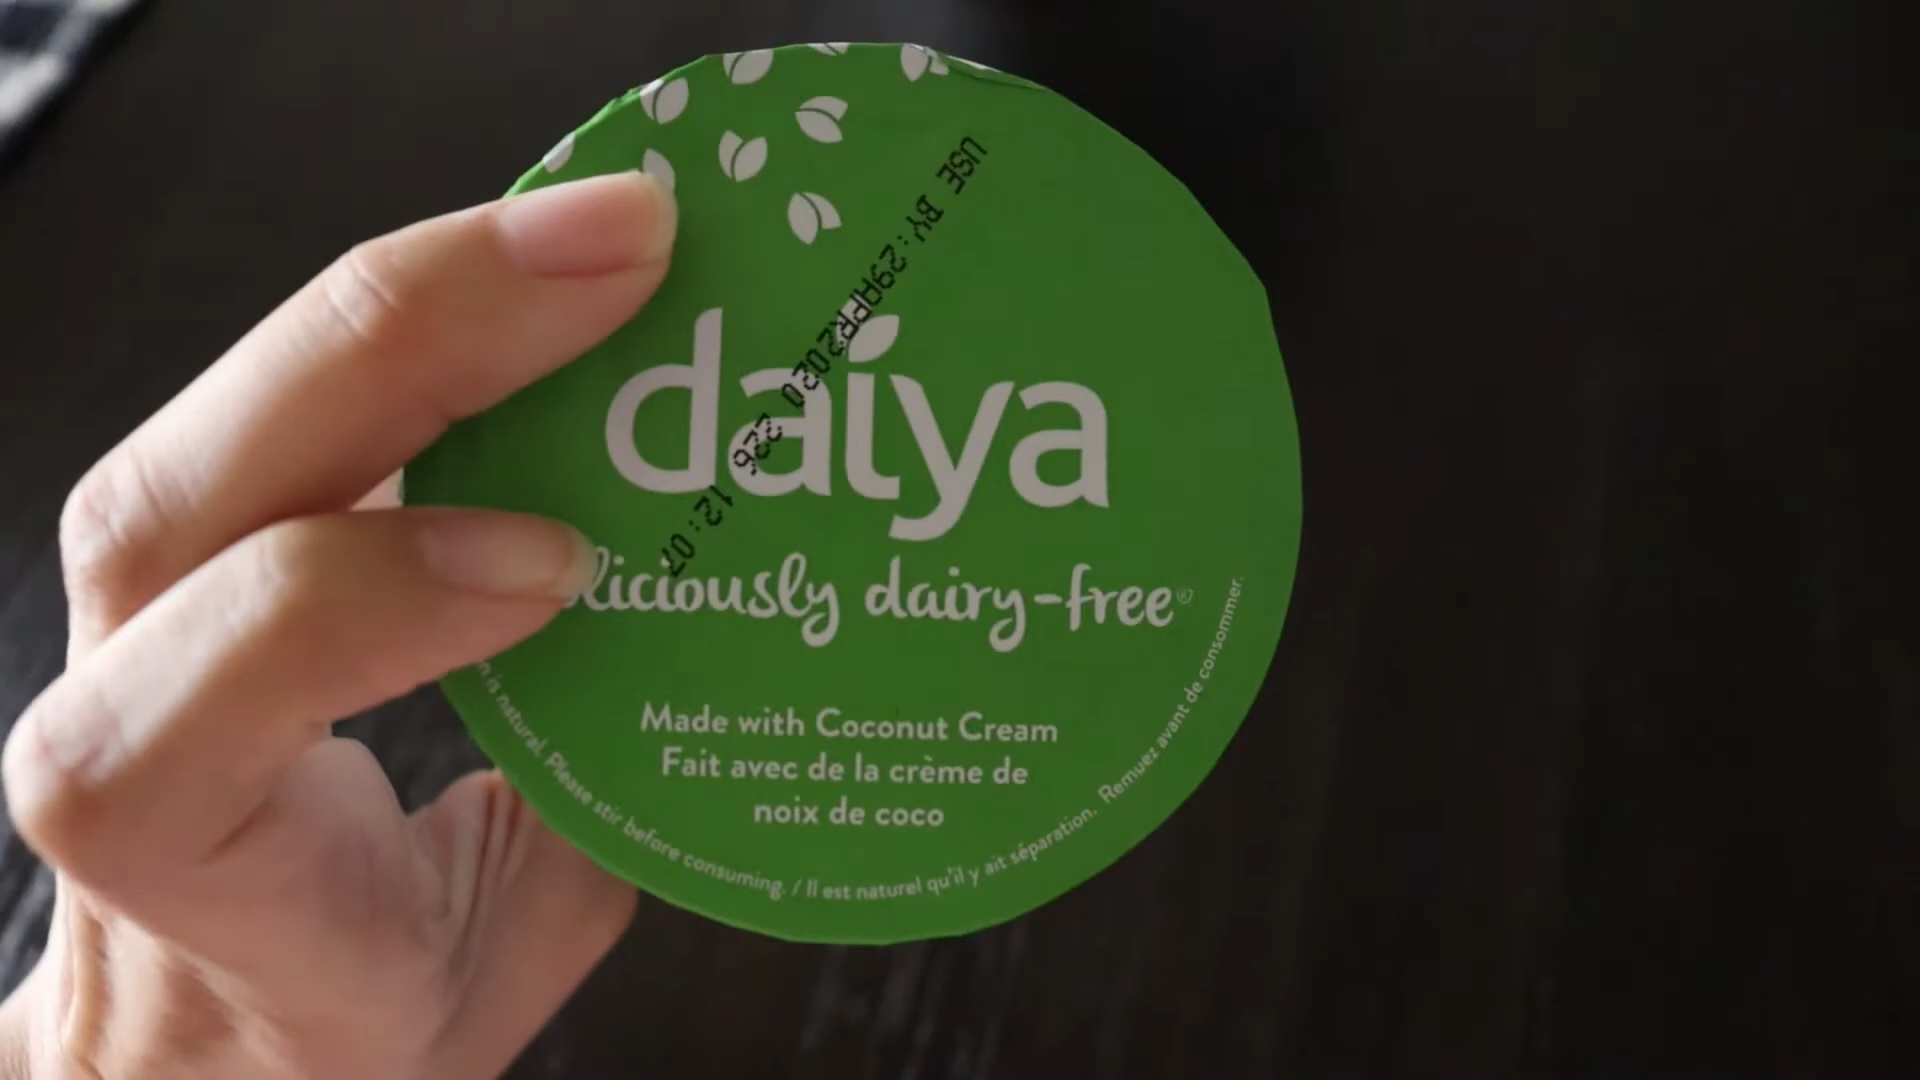 USE BY:29APR2020 226 12:07
daiya
liciously dairy-free®
Made with Coconut Cream
Fait avec de la crème de
noix de coco
is natural. Please stir before consuming. / Il est naturel qu'il y ait séparation. Remuez avant de consommer.